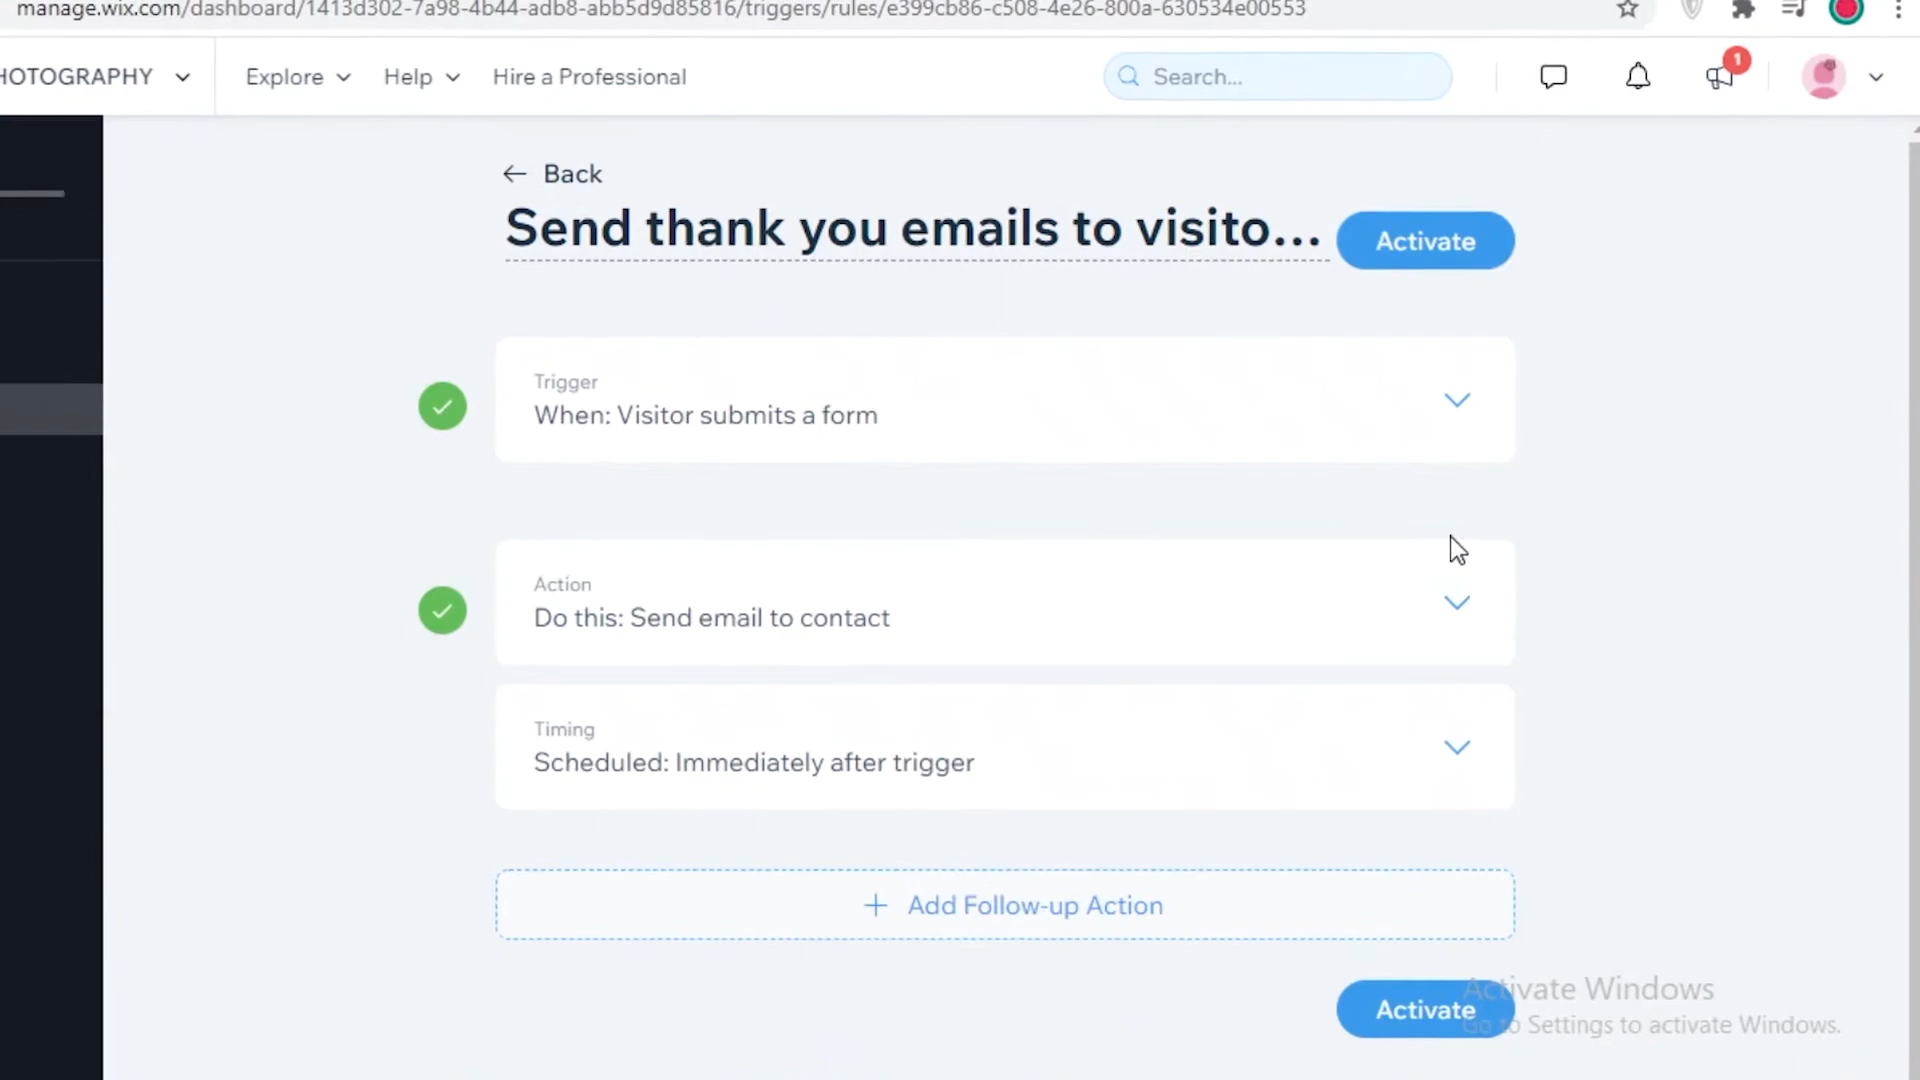 manage.wix.com/dashboard/1413d302-7a98-4b44-adb8-abb5d9d85816/triggers/rules/e399cb86-c508-4e26-800a-630534e00553
HOTOGRAPHY
Explore
Help
Hire a Professional
Search...
1
Back
Send thank you emails to visito...
Activate
Trigger
When: Visitor submits a form
Action
Do this: Send email to contact
Timing
Scheduled: Immediately after trigger
+ Add Follow-up Action
Activate
Activate Windows
Go to Settings to activate Windows.